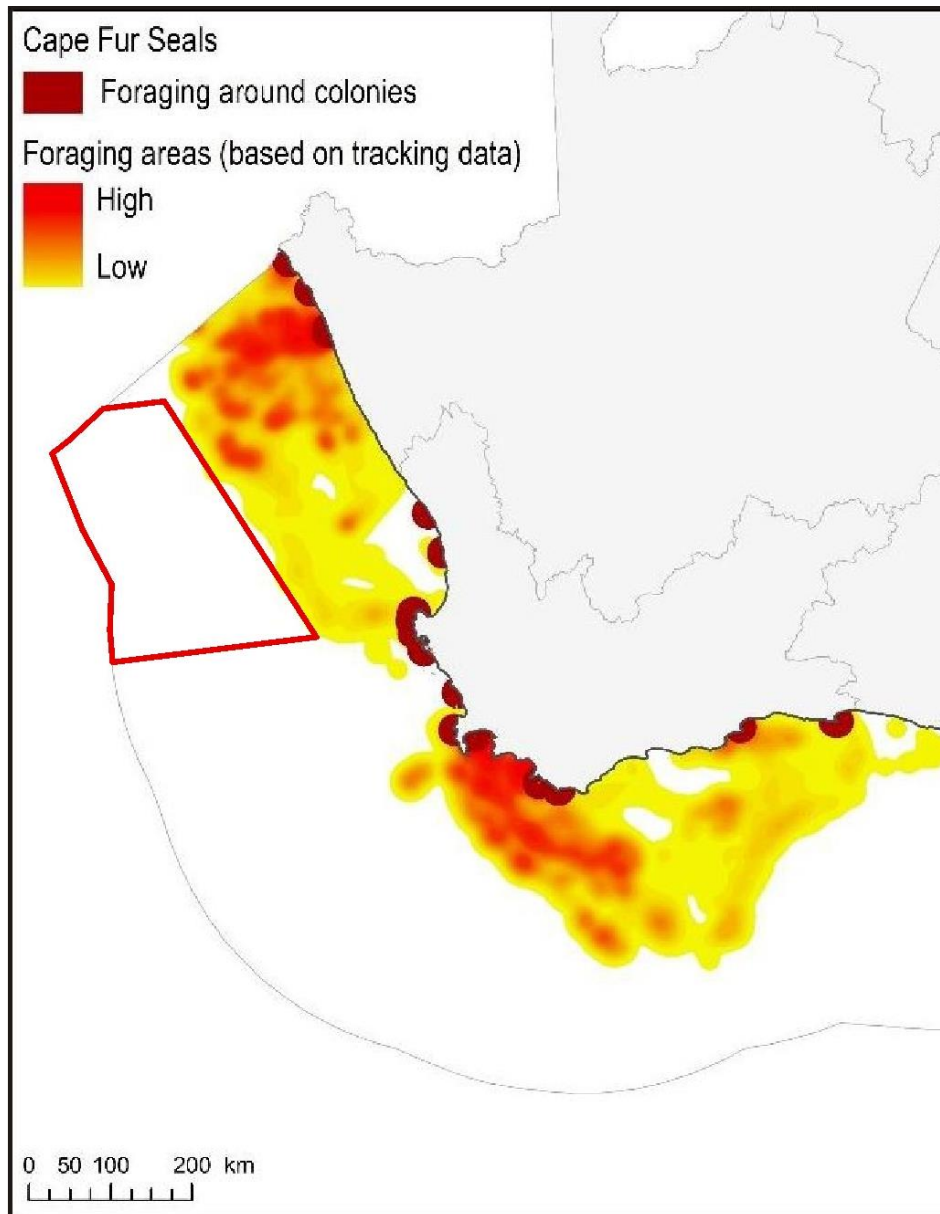 Cape Fur Seals
Foraging around colonies
Foraging areas (based on tracking data)
High
Low
0 50 100 200 km